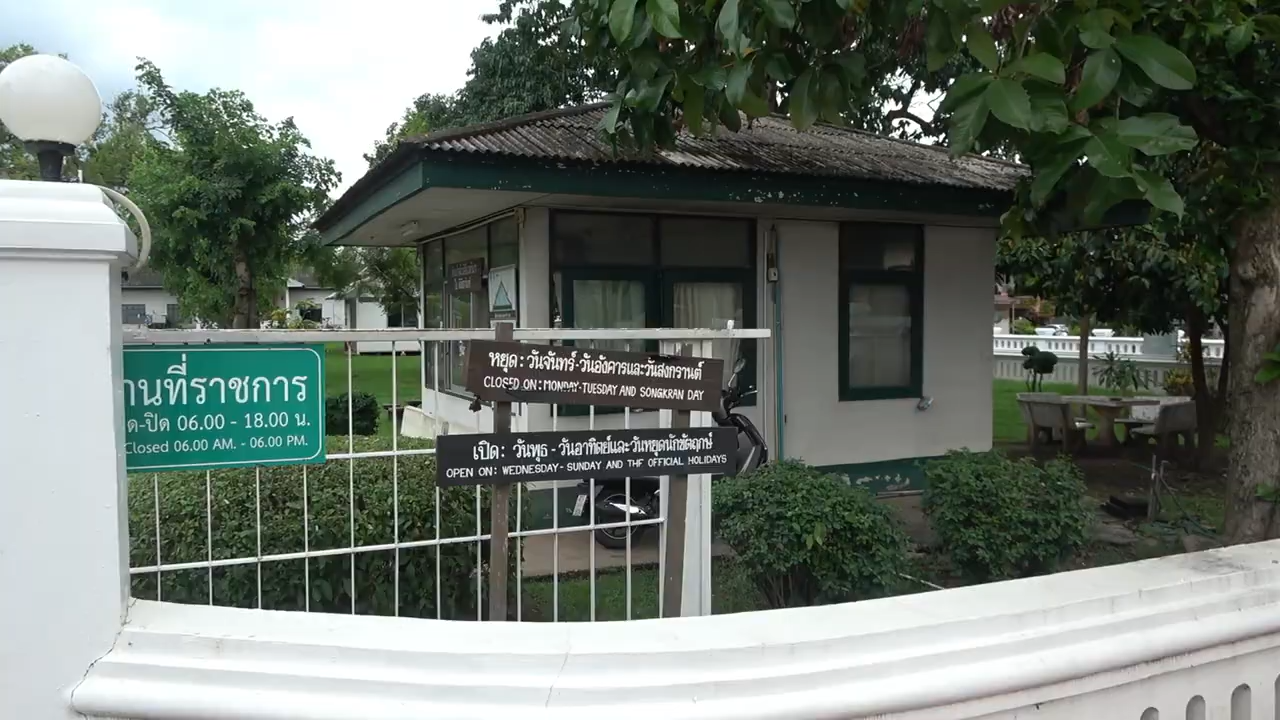 านที่ราชการ
ด-ปิด 06.00 - 18.00 น.
Closed 06.00 AM. - 06.00 PM.
หยุด : วันจันทร์-วันอังคารและวันสงกรานต์
CLOSED ON : MONDAY-TUESDAY AND SONGKRAN DAY
เปิด : วันพุธ - วันอาทิตย์และวันหยุดนักขัตฤกษ์
OPEN ON : WEDNESDAY - SUNDAY AND THF OFFICIAL HOLIDAYS